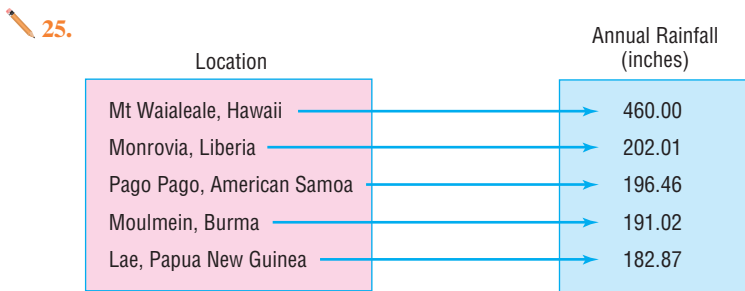 25.
Location
Annual Rainfall
(inches)
Mt Waialeale, Hawaii 460.00
Monrovia, Liberia 202.01
Pago Pago, American Samoa 196.46
Moulmein, Burma 191.02
Lae, Papua New Guinea 182.87